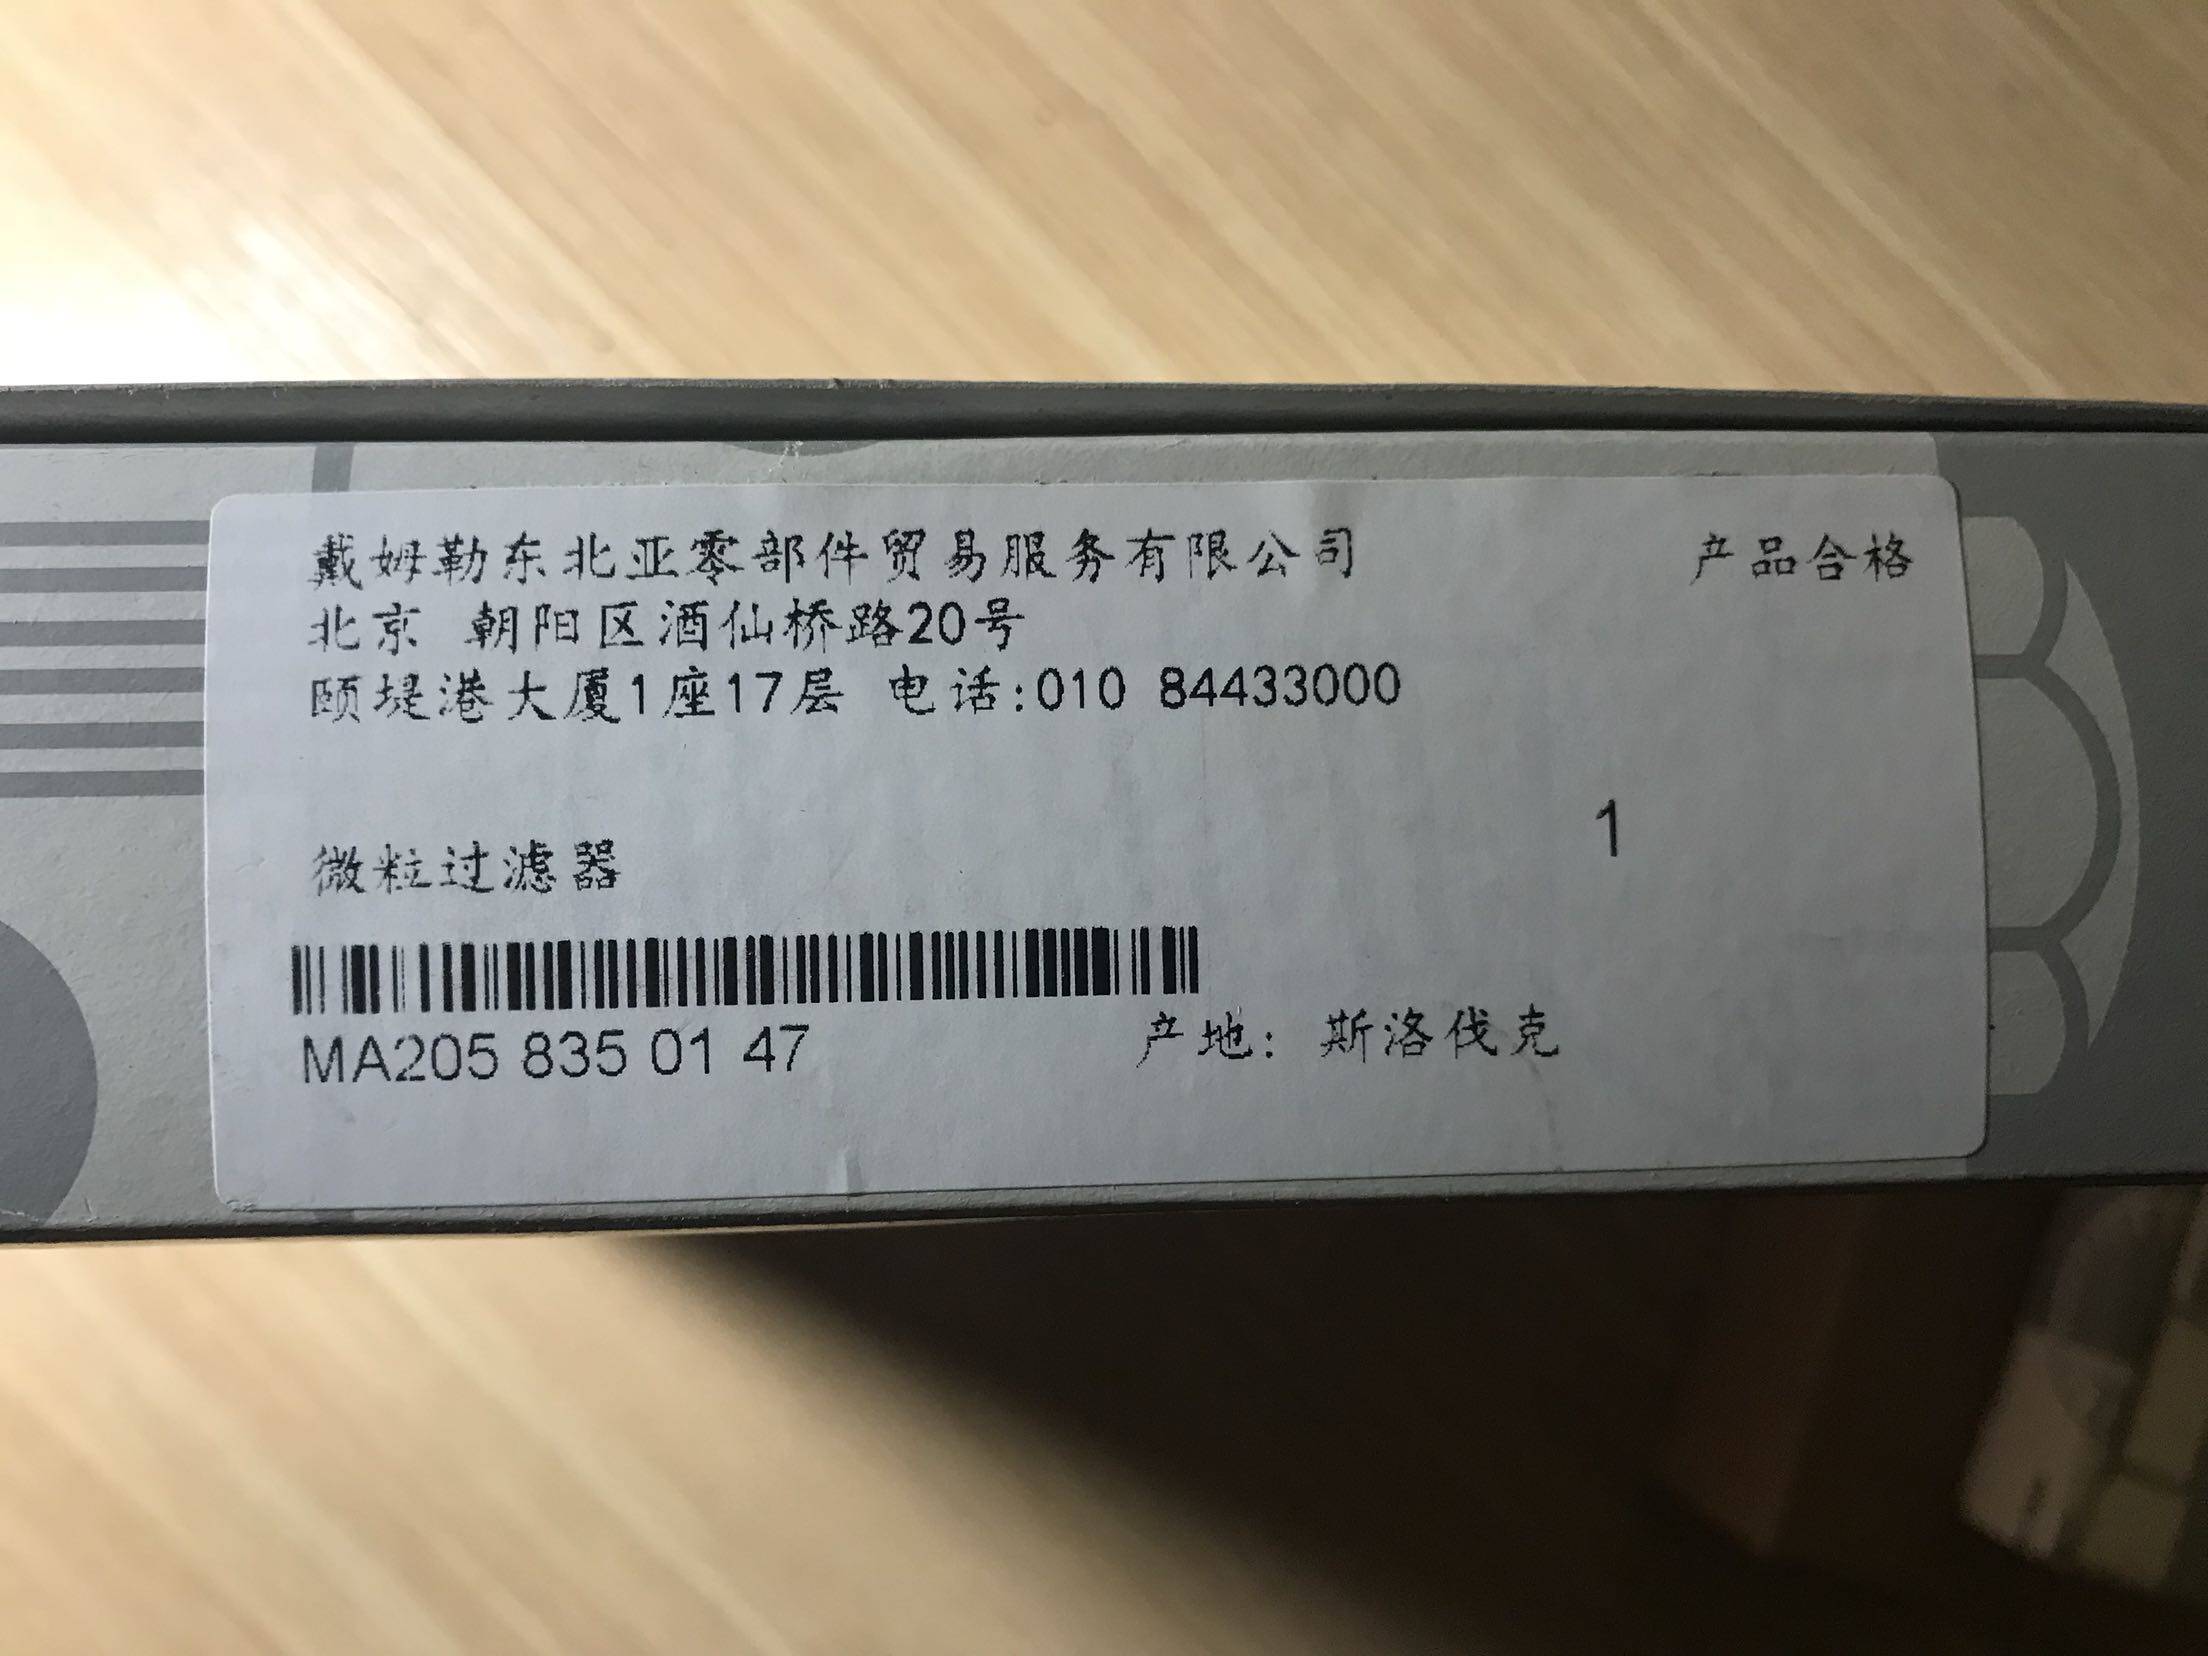 戴姆勒东北亚零部件贸易服务有限公司 产品合格
北京 朝阳区酒仙桥路20号
颐堤港大厦1座17层 电话:010 84433000
1
微粒过滤器
MA205 835 01 47 产地: 斯洛伐克